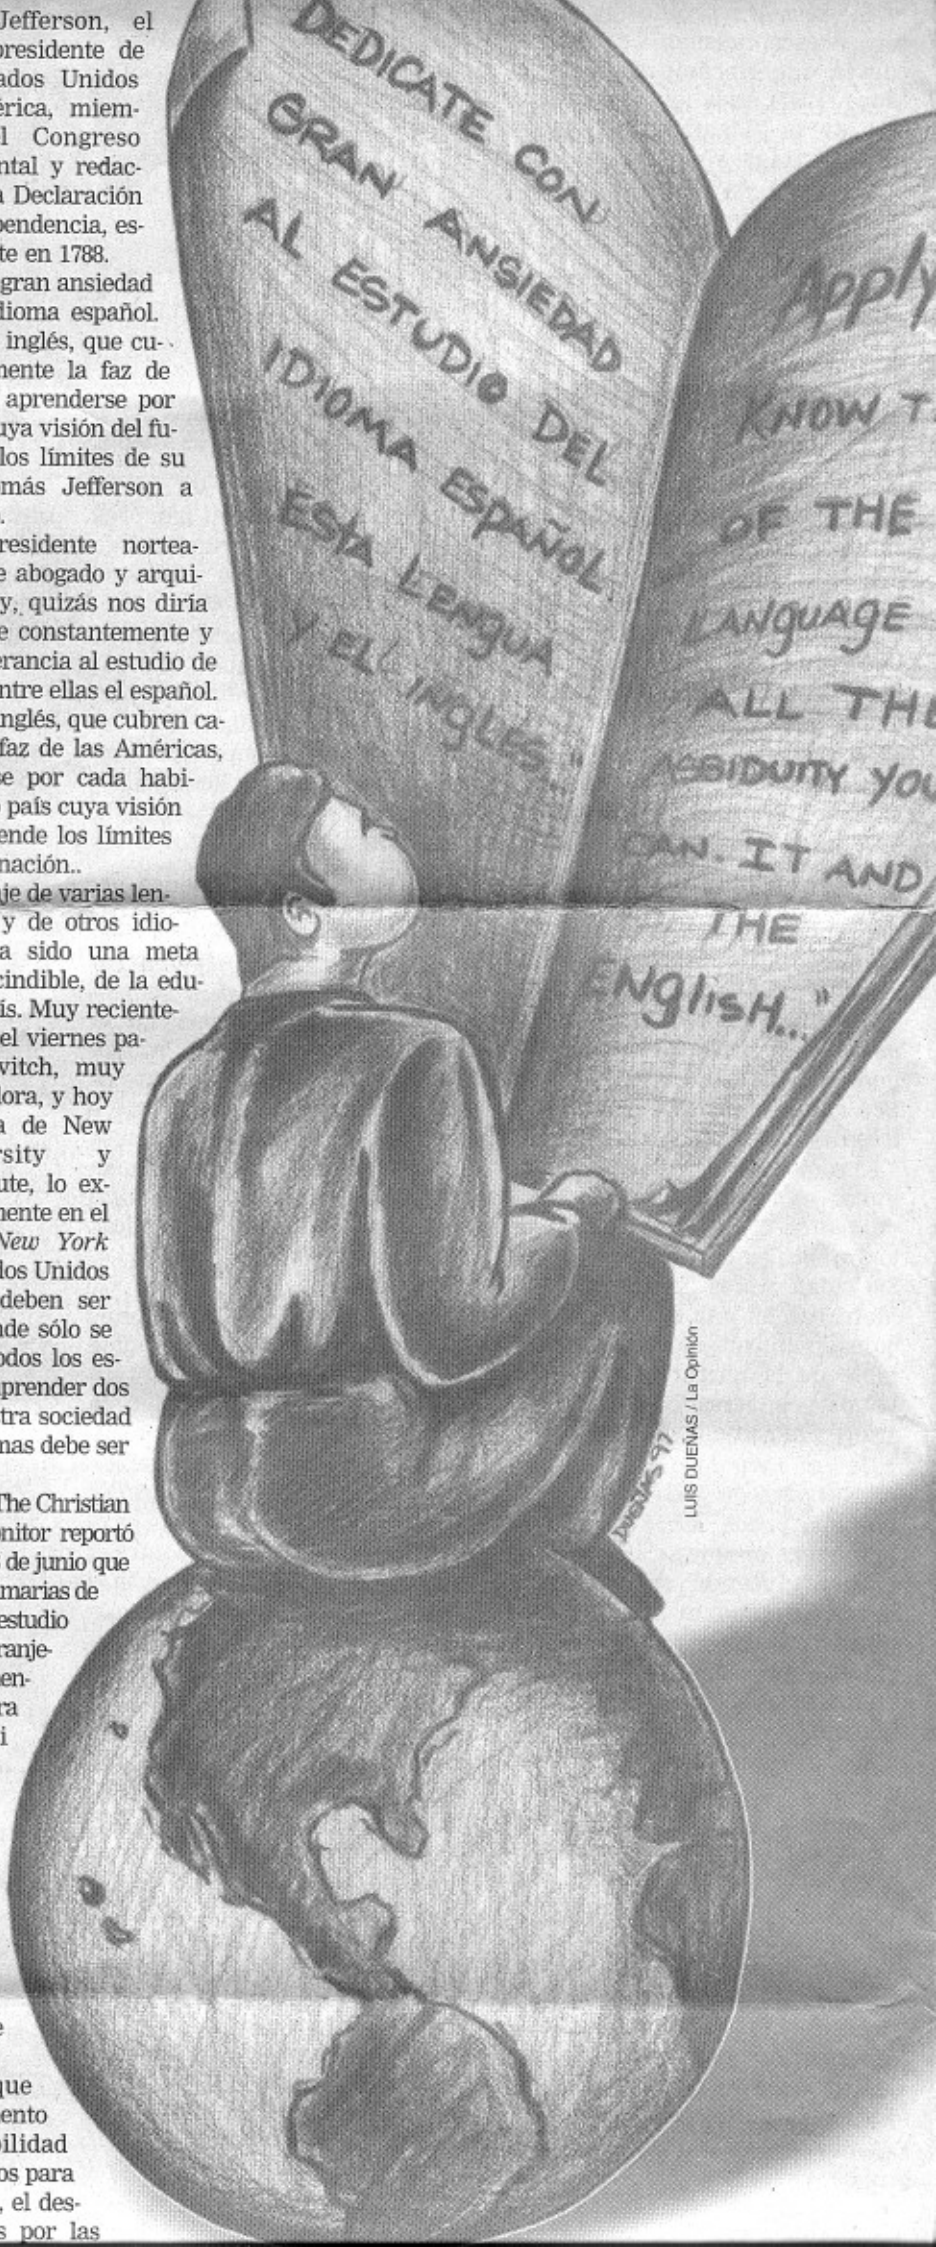 Jefferson, el
presidente de
ados Unidos
érica, miem-
l Congreso
ntal y redac-
a Declaración
pendencia, es-
te en 1788.
gran ansiedad
dioma español.
inglés, que cu-
mente la faz de
aprenderse por
uya visión del fu-
los límites de su
más Jefferson a
residente nortea-
e abogado y arqui-
y, quizás nos diría
e constantemente y
erancia al estudio de
ntre ellas el español.
nglés, que cubren ca-
faz de las Américas,
se por cada habi-
país cuya visión
ende los límites
nación..
je de varias len-
y de otros idio-
a sido una meta
cindible, de la edu-
ís. Muy reciente-
el viernes pa-
vitch, muy
lora, y hoy
a de New
rsity y
ute, lo ex-
mente en el
New York
dos Unidos
deben ser
nde sólo se
odos los es-
prender dos
tra sociedad
mas debe ser
The Christian
onitor reportó
de junio que
marias de
estudio
ranje-
en-
ra
i
e
que
ento
bilidad
os para
, el des-
s por las
DEDICATE CON
GRAN ANSIEDAD
AL ESTUDIO DEL
IDIOMA ESPAÑOL.
ESTA LENGUA
Y EL INGLES..."
Apply
KNOW T
OF THE
LANGUAGE
ALL THE
ASSIDUITY YOU
CAN. IT AND
THE
ENGLISH..."
DUEÑAS 97
LUIS DUEÑAS / La Opinión